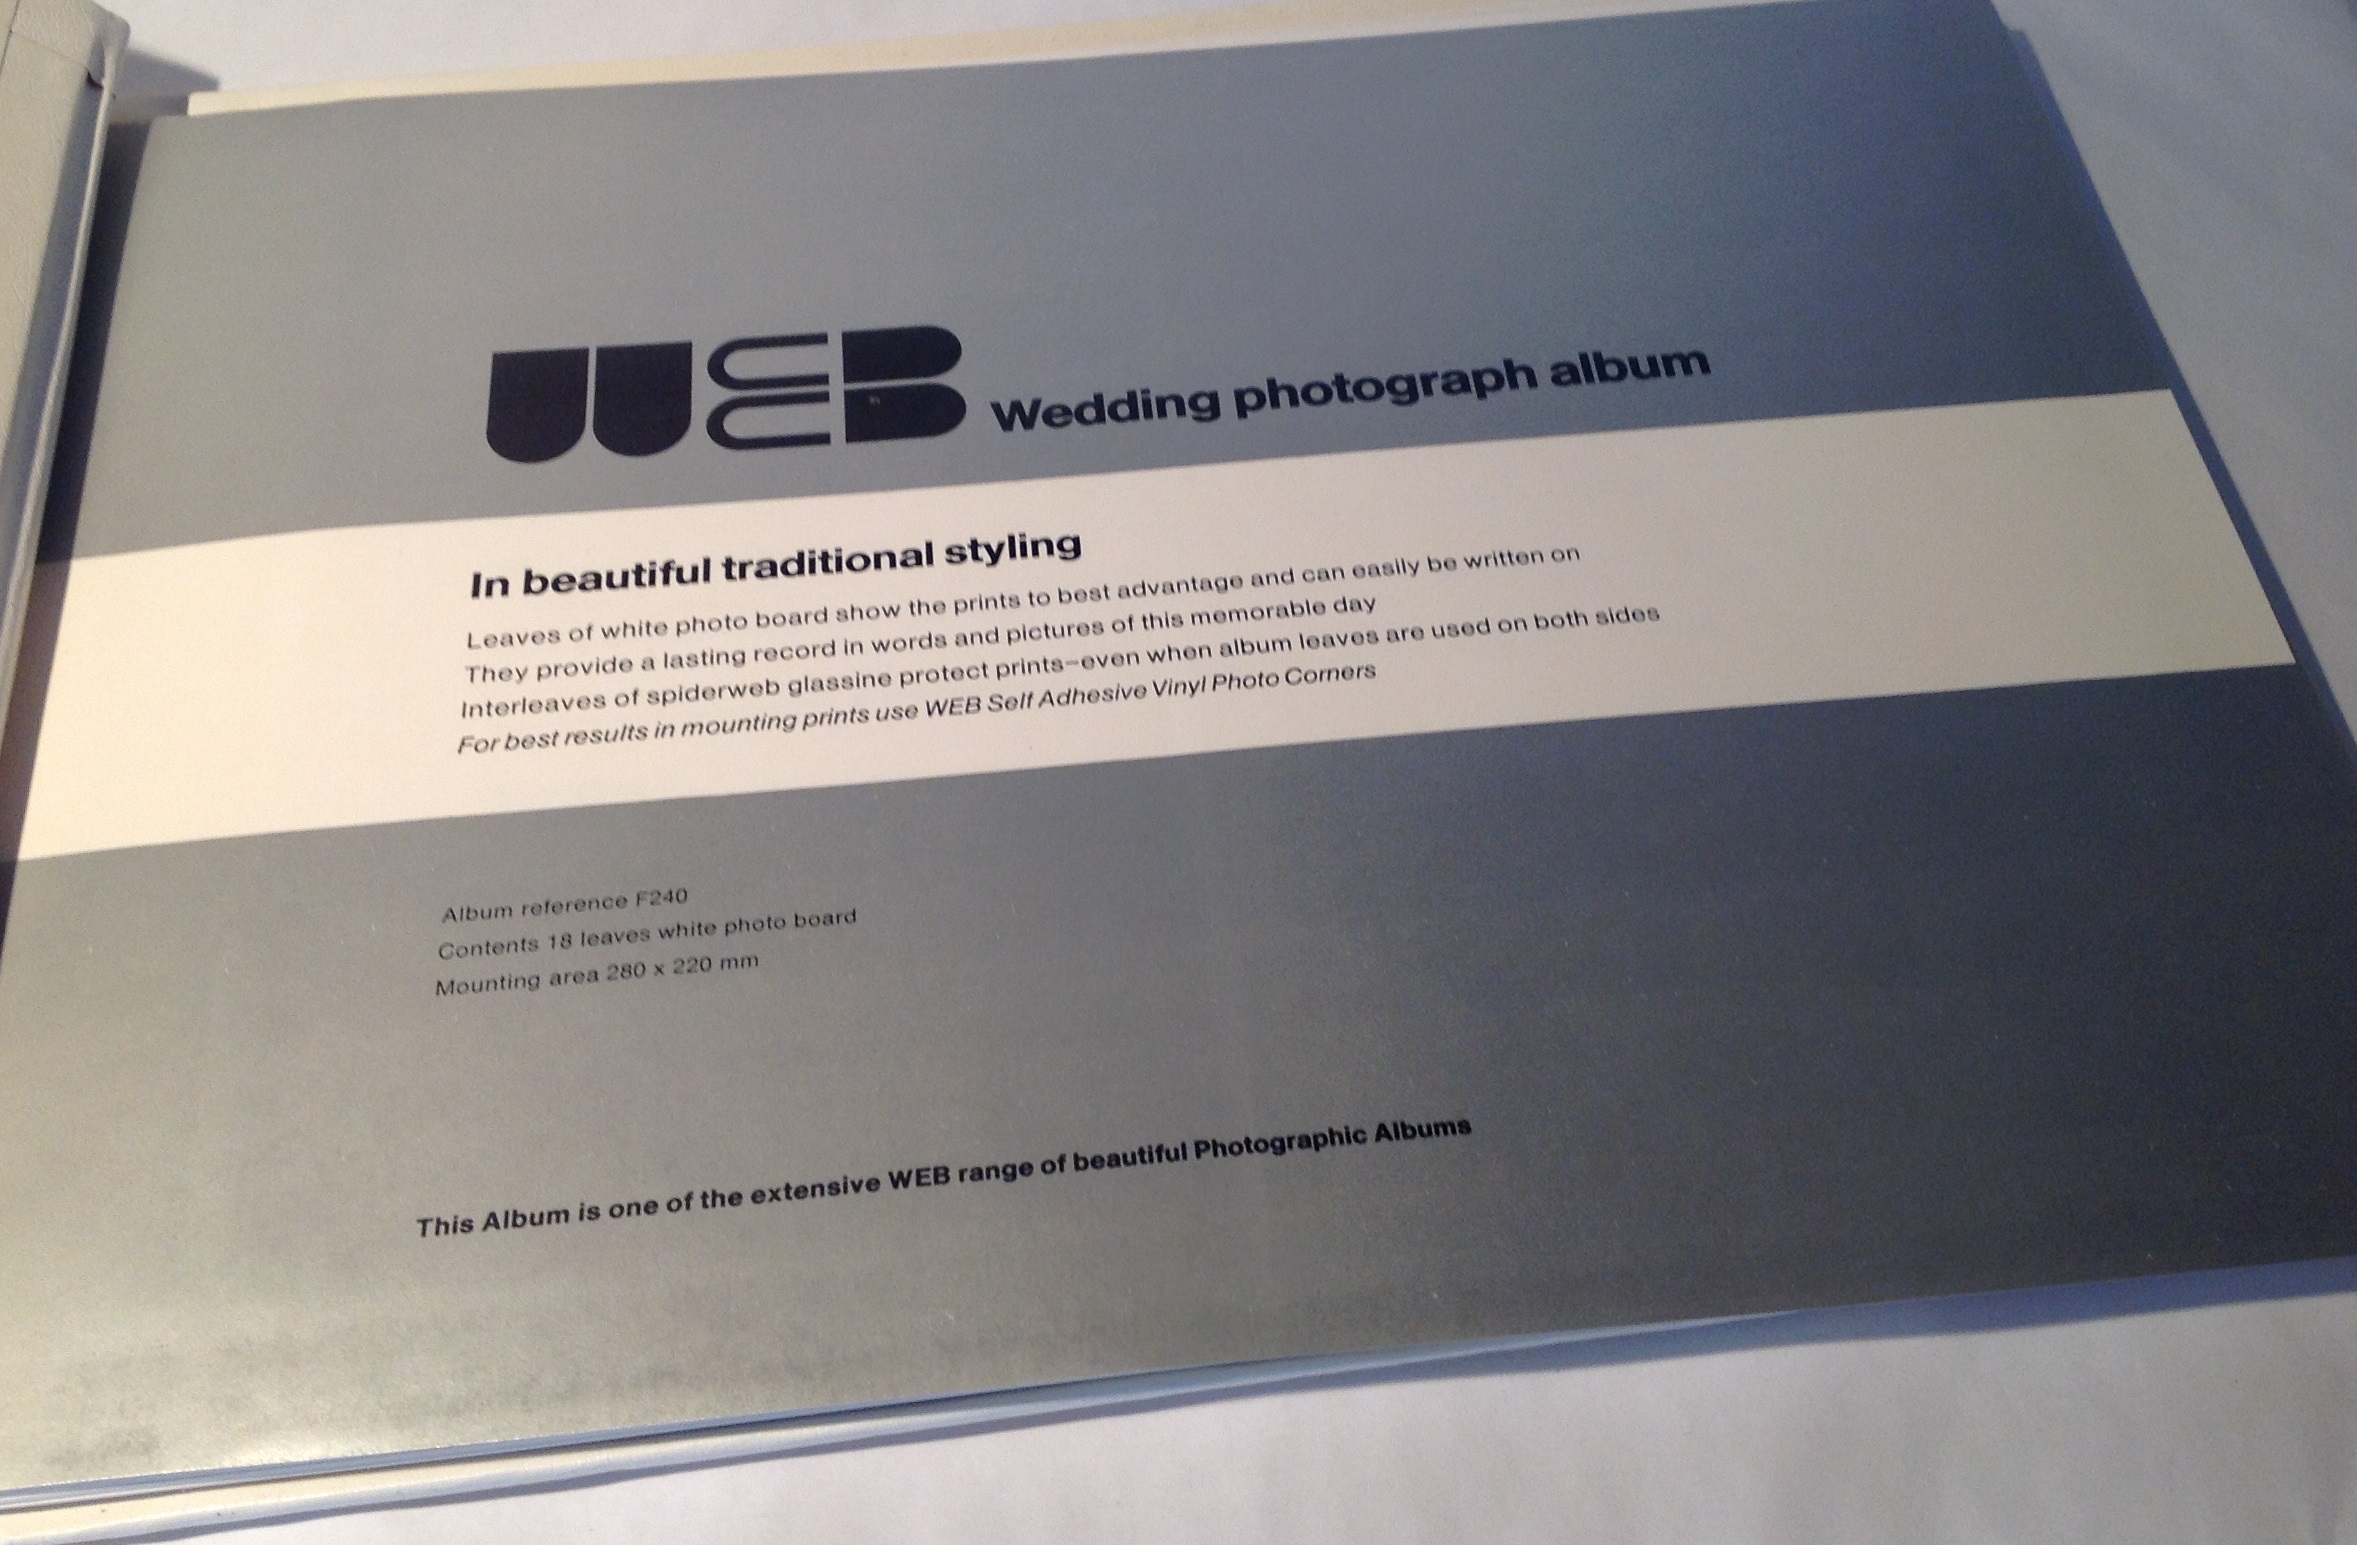 WEB Wedding photograph album
In beautiful traditional styling
Leaves of white photo board show the prints to best advantage and can easily be written on
They provide a lasting record in words and pictures of this memorable day
Interleaves of spiderweb glassine protect prints–even when album leaves are used on both sides
For best results in mounting prints use WEB Self Adhesive Vinyl Photo Corners
Album reference F240
Contents 18 leaves white photo board
Mounting area 280 x 220 mm
This Album is one of the extensive WEB range of beautiful Photographic Albums